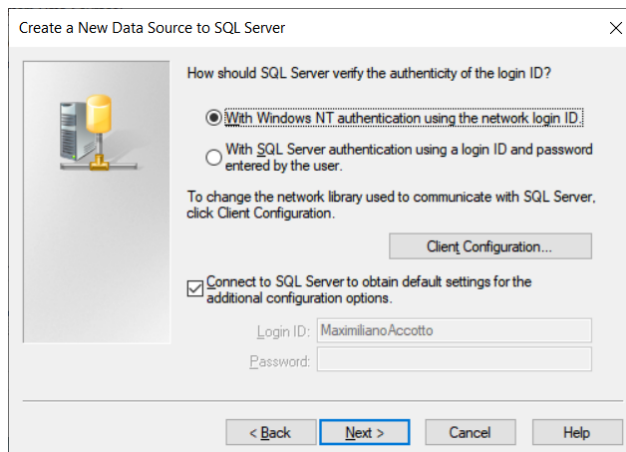 Create a New Data Source to SQL Server
How should SQL Server verify the authenticity of the login ID?
With Windows NT authentication using the network login ID.
With SQL Server authentication using a login ID and password
entered by the user.
To change the network library used to communicate with SQL Server,
click Client Configuration.
Client Configuration...
Connect to SQL Server to obtain default settings for the
additional configuration options.
Login ID: MaximilianoAccotto
Password:
< Back Next > Cancel Help